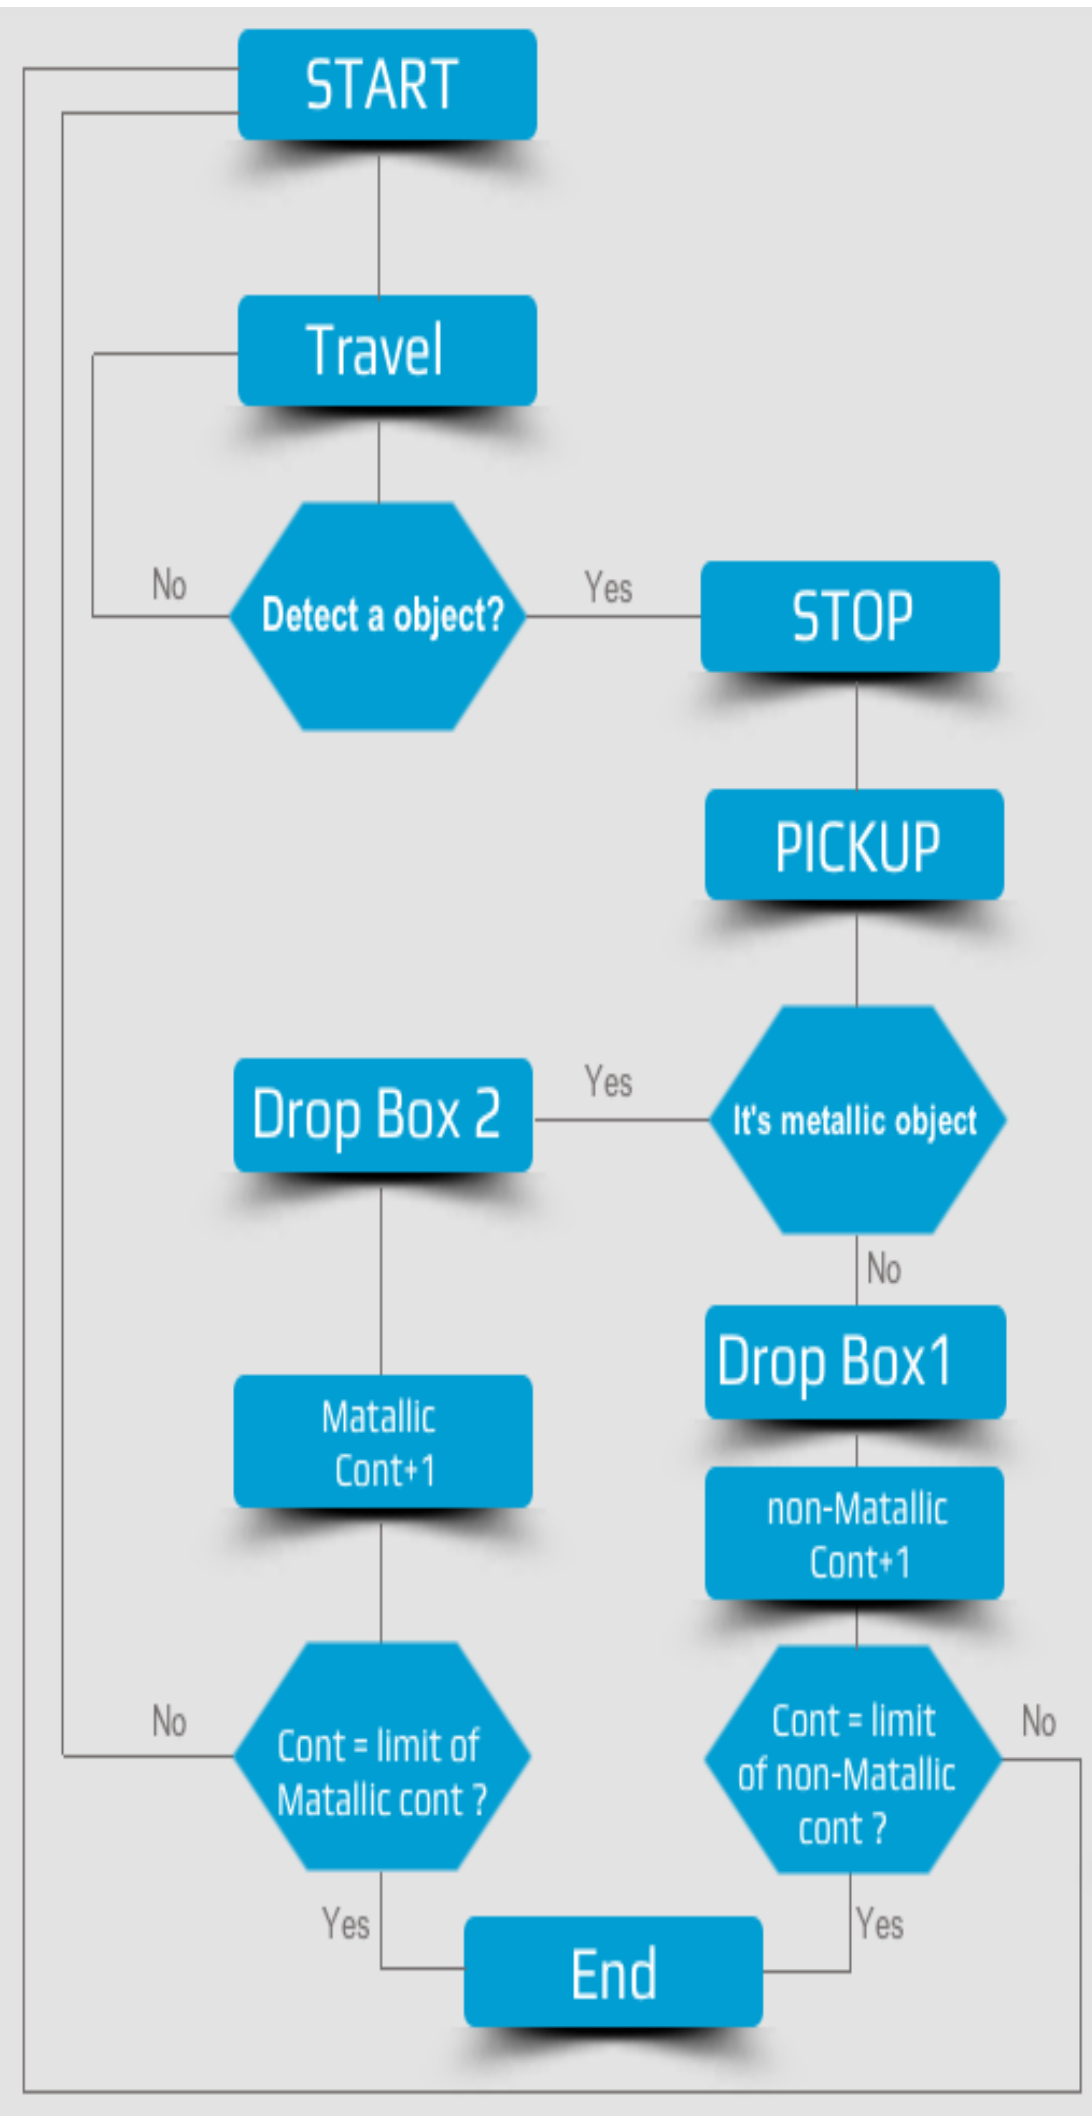 START
Travel
No
Detect a object?
Yes
STOP
PICKUP
Drop Box 2
Yes
It's metallic object
No
Drop Box1
Matallic
Cont+1
non-Matallic
Cont+1
No
Cont = limit of
Matallic cont ?
Cont = limit
of non-Matallic
cont ?
No
Yes
Yes
End